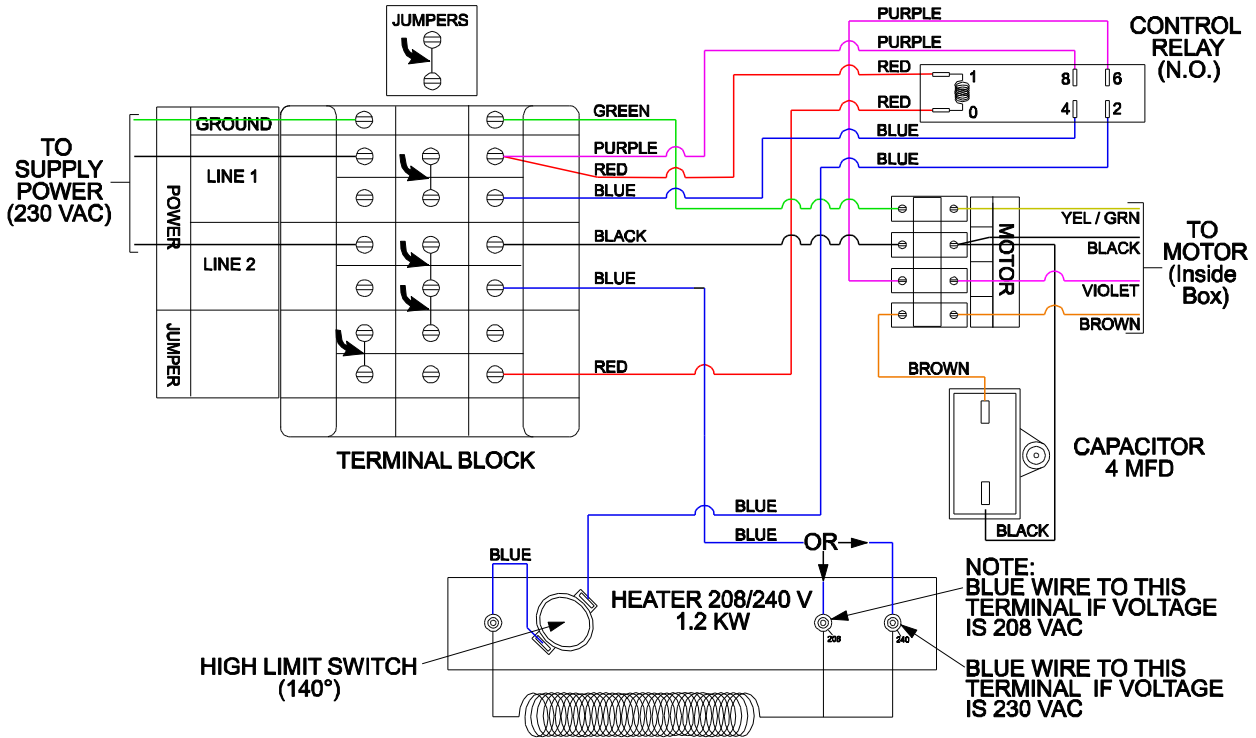 JUMPERS
PURPLE
CONTROL
RELAY
(N.O.)
PURPLE
RED
1
8
6
RED
0
4
2
GREEN
BLUE
GROUND
PURPLE
BLUE
TO
SUPPLY
POWER
(230 VAC)
RED
LINE 1
BLUE
POWER
YEL / GRN
BLACK
BLACK
TO
MOTOR
(Inside
Box)
MOTOR
LINE 2
BLUE
VIOLET
BROWN
JUMPER
RED
BROWN
TERMINAL BLOCK
CAPACITOR
4 MFD
BLUE
BLACK
BLUE
OR
BLUE
NOTE:
BLUE WIRE TO THIS
TERMINAL IF VOLTAGE
IS 208 VAC
HEATER 208/240 V
1.2 KW
208
240
HIGH LIMIT SWITCH
(140°)
BLUE WIRE TO THIS
TERMINAL IF VOLTAGE
IS 230 VAC